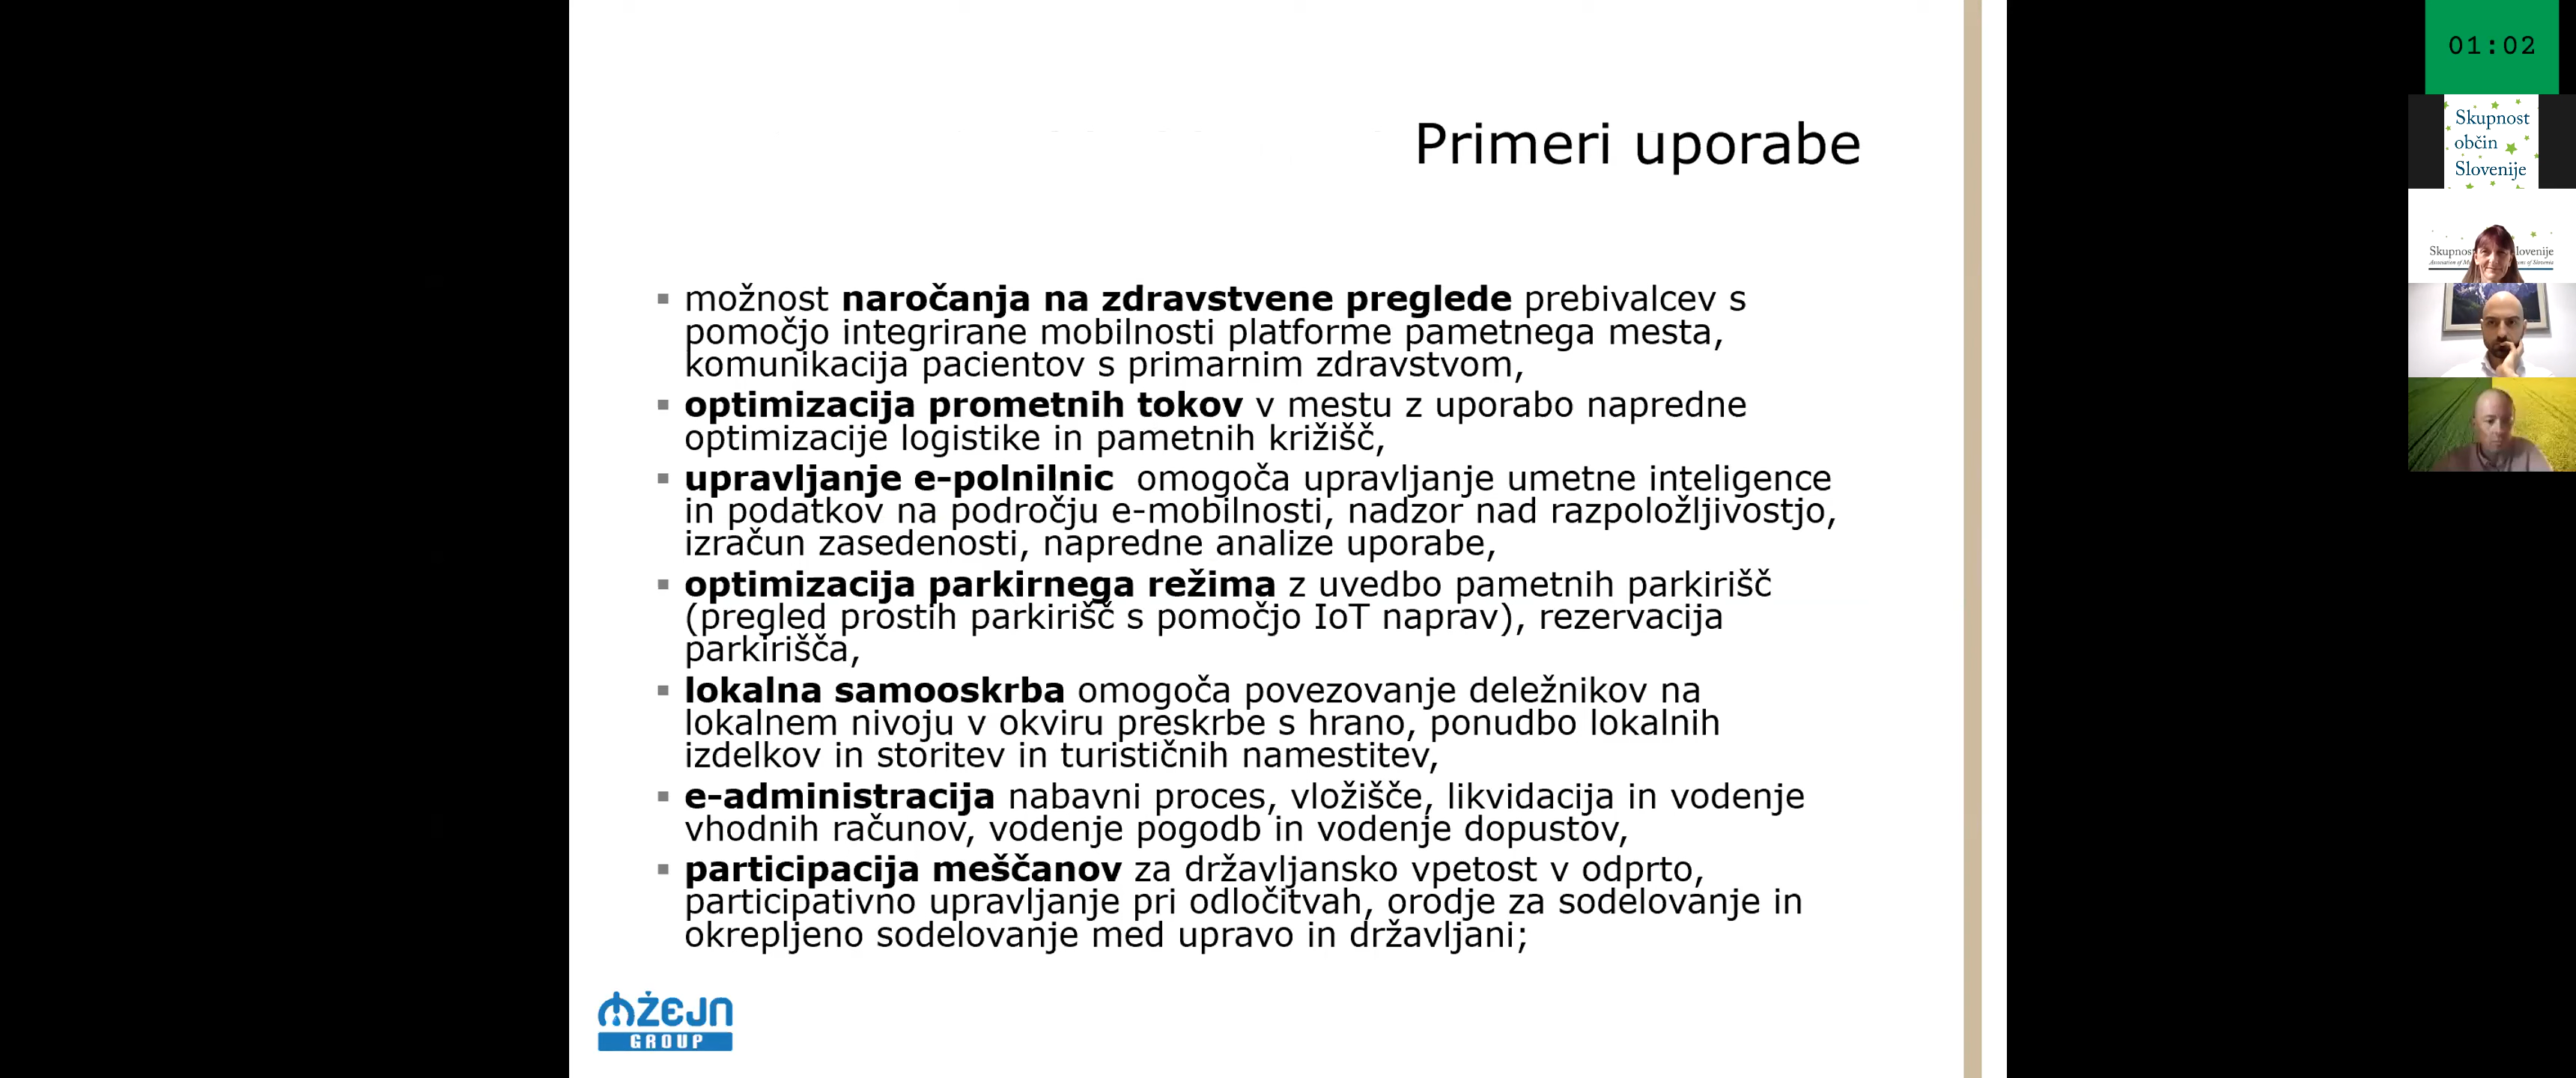 Primeri uporabe
možnost naročanja na zdravstvene preglede prebivalcev s
pomočjo integrirane mobilnosti platforme pametnega mesta,
komunikacija pacientov s primarnim zdravstvom,
optimizacija prometnih tokov v mestu z uporabo napredne
optimizacije logistike in pametnih križišč,
upravljanje e-polnilnic omogoča upravljanje umetne inteligence
in podatkov na področju e-mobilnosti, nadzor nad razpoložljivostjo,
izračun zasedenosti, napredne analize uporabe,
optimizacija parkirnega režima z uvedbo pametnih parkirišč
(pregled prostih parkirišč s pomočjo IoT naprav), rezervacija
parkirišča,
lokalna samooskrba omogoča povezovanje deležnikov na
lokalnem nivoju v okviru preskrbe s hrano, ponudbo lokalnih
izdelkov in storitev in turističnih namestitev,
e-administracija nabavni proces, vložišče, likvidacija in vodenje
vhodnih računov, vodenje pogodb in vodenje dopustov,
participacija meščanov za državljansko vpetost v odprto,
participativno upravljanje pri odločitvah, orodje za sodelovanje in
okrepljeno sodelovanje med upravo in državljani;
ŽEJN
GROUP
01:02
Skupnost
občin
Slovenije